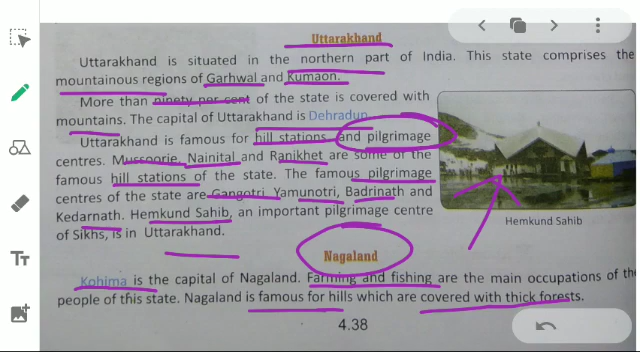 Uttarakhand
Uttarakhand is situated in the northern part of India. This state comprises the
mountainous regions of Garhwal and Kumaon.
More than ninety per cent of the state is covered with
mountains. The capital of Uttarakhand is Dehradun.
Uttarakhand is famous for hill stations and pilgrimage
centres. Mussoorie, Nainital and Ranikhet are some of the
famous hill stations of the state. The famous pilgrimage
centres of the state are Gangotri, Yamunotri, Badrinath and
Kedarnath. Hemkund Sahib, an important pilgrimage centre
of Sikhs, is in Uttarakhand.
Hemkund Sahib
Nagaland
Kohima is the capital of Nagaland. Farming and fishing are the main occupations of the
people of this state. Nagaland is famous for hills which are covered with thick forests.
4.38
TT